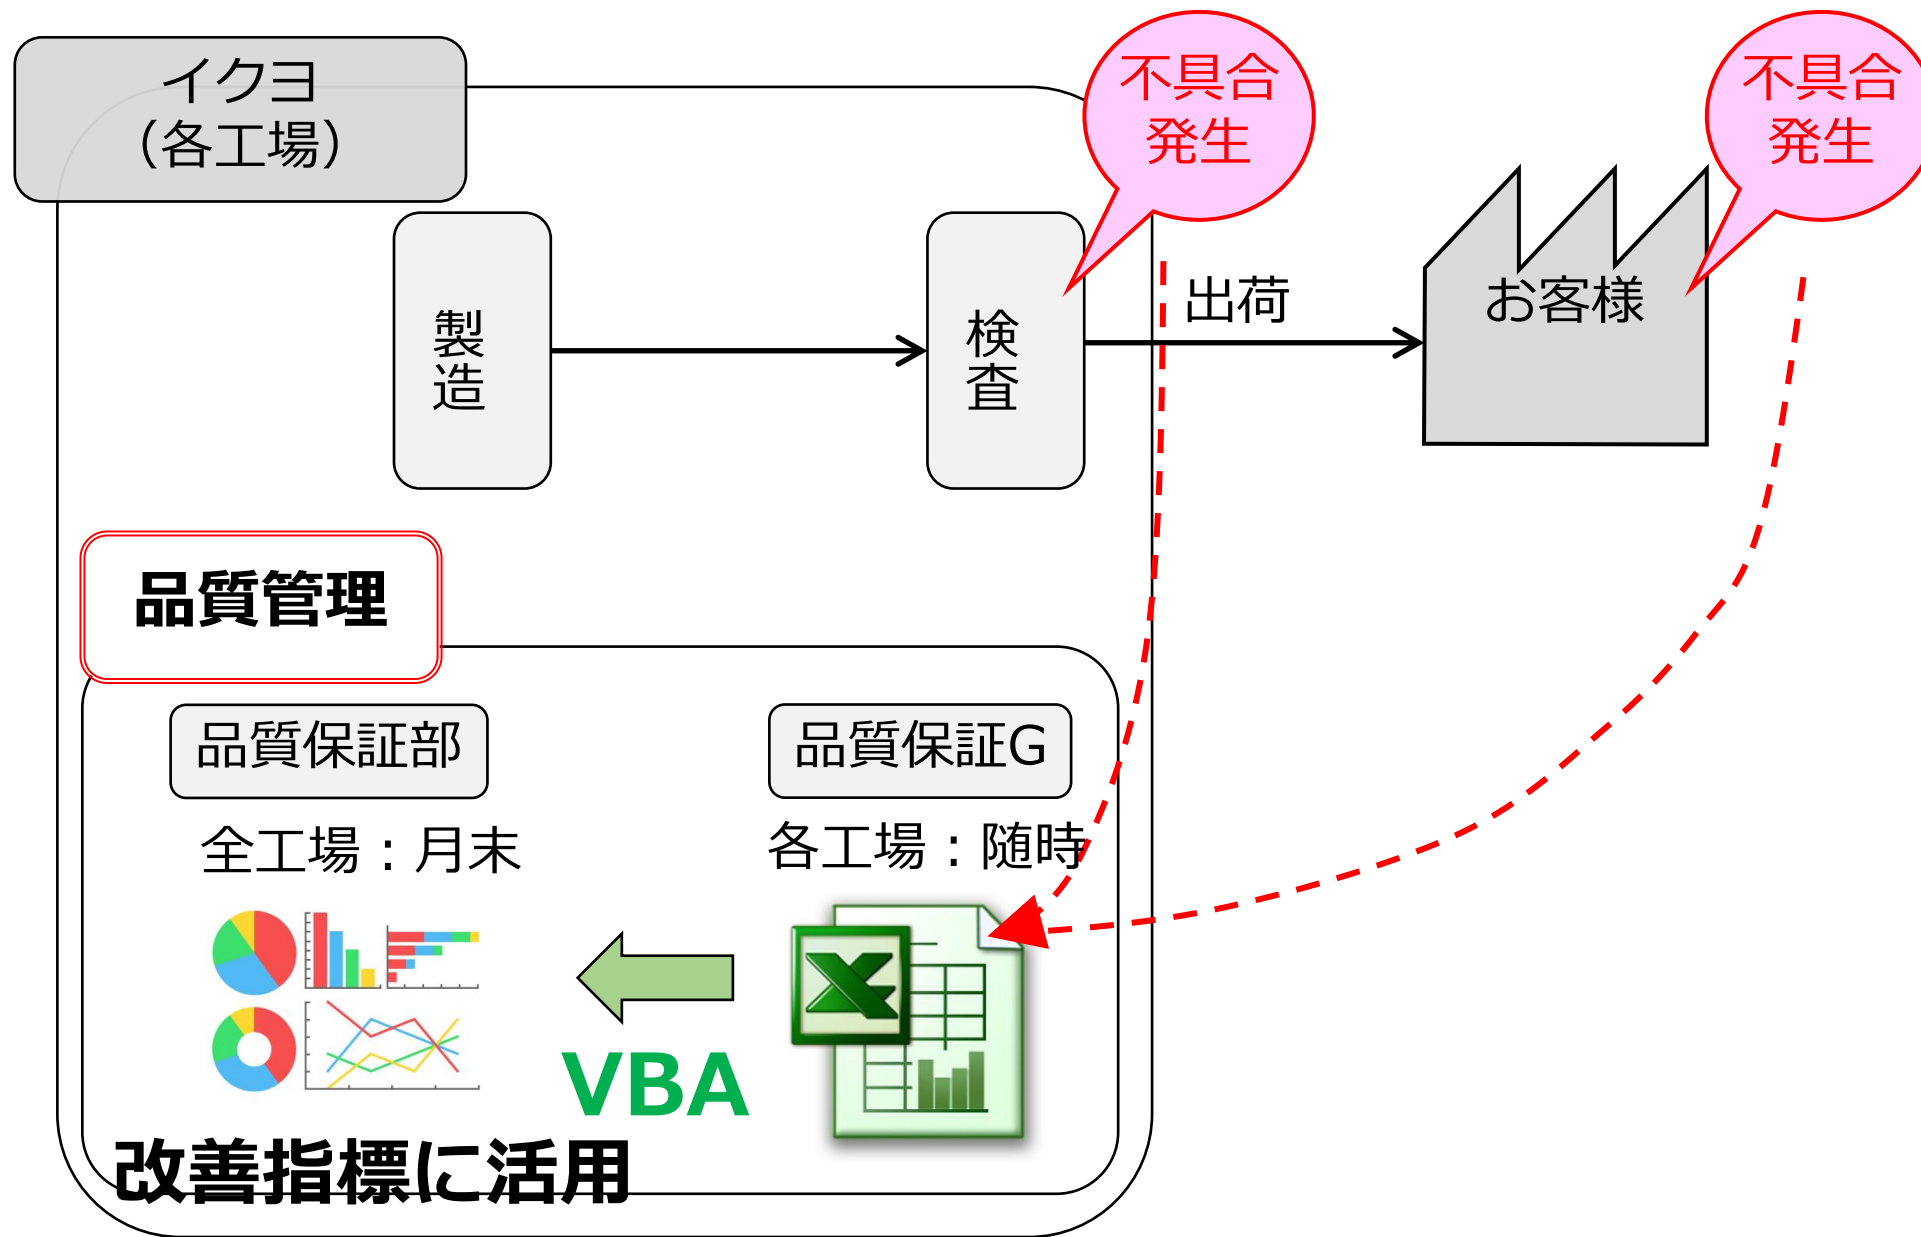 イクヨ
（各工場）
不具合
発生
不具合
発生
製造
検査
出荷
お客様
品質管理
品質保証部
品質保証G
全工場：月末
各工場：随時
VBA
改善指標に活用